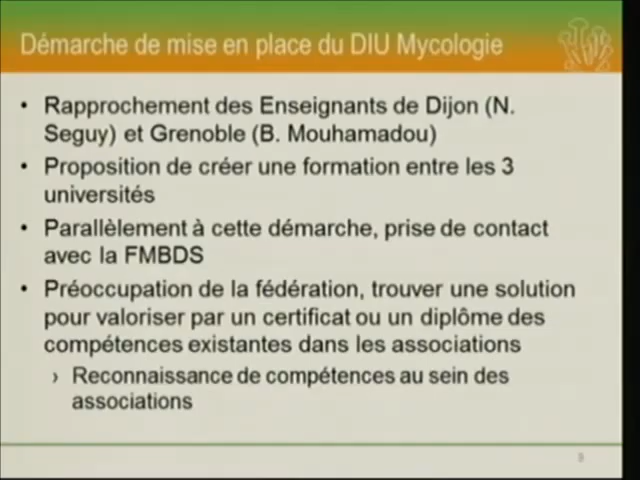 Démarche de mise en place du DIU Mycologie
• Rapprochement des Enseignants de Dijon (N.
Seguy) et Grenoble (B. Mouhamadou)
• Proposition de créer une formation entre les 3
universités
• Parallèlement à cette démarche, prise de contact
avec la FMBDS
• Préoccupation de la fédération, trouver une solution
pour valoriser par un certificat ou un diplôme des
compétences existantes dans les associations
› Reconnaissance de compétences au sein des
associations